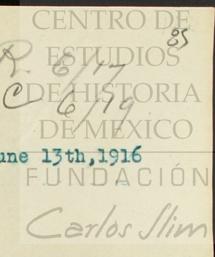 CENTRO DE
85
ESTUDIOS
R. 6/17
DE HISTORIA
C 6/19
DE MEXICO
une 13th,1916
FUNDACIÓN
Carlos Slim